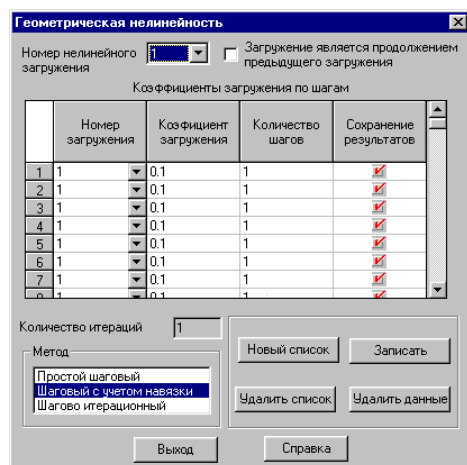 Геометрическая нелинейность
Номер нелинейного
загружения
1
Загружение является продолжением
предыдущего загружения
Коэффициенты загружения по шагам
Номер
загружения
Коэфициент
загружения
Количество
шагов
Сохранение
результатов
1 1 0.1 1
2 1 0.1 1
3 1 0.1 1
4 1 0.1 1
5 1 0.1 1
6 1 0.1 1
7 1 0.1 1
1 0.1 1
Количество итераций 1
Метод
Простой шаговый
Шаговый с учетом навязки
Шагово итерационный
Новый список
Записать
Удалить список
Удалить данные
Выход
Справка